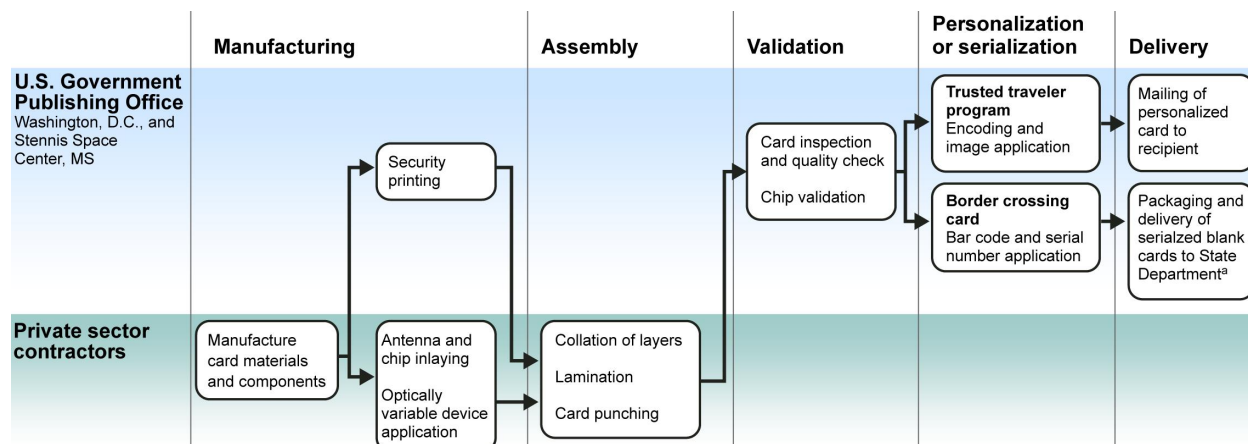 Manufacturing
Assembly
Validation
Personalization
or serialization
Delivery
U.S. Government
Publishing Office
Washington, D.C., and
Stennis Space
Center, MS
Security
printing
Card inspection
and quality check
Chip validation
Trusted traveler
program
Encoding and
image application
Mailing of
personalized
card to
recipient
Border crossing
card
Bar code and serial
number application
Packaging and
delivery of
serialzed blank
cards to State
Departmentᵃ
Private sector
contractors
Manufacture
card materials
and components
Antenna and
chip inlaying
Optically
variable device
application
Collation of layers
Lamination
Card punching